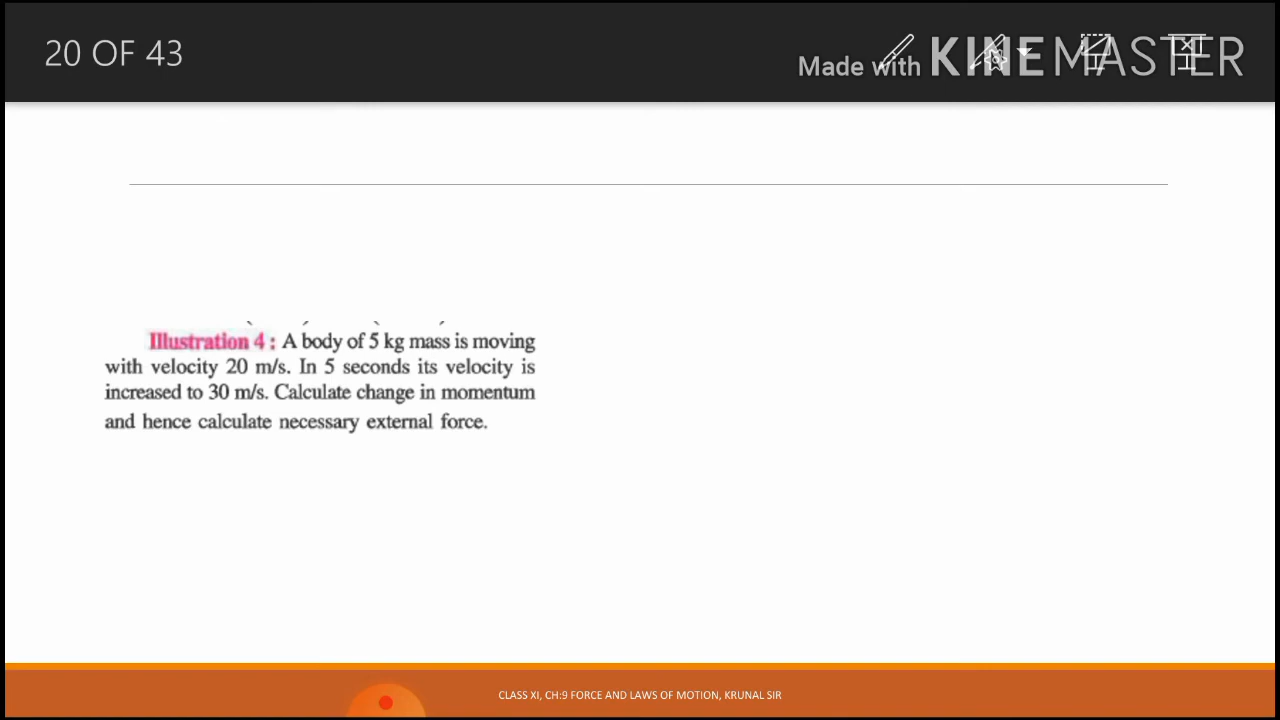 20 OF 43
Made with KINEMASTER
Illustration 4 : A body of 5 kg mass is moving
with velocity 20 m/s. In 5 seconds its velocity is
increased to 30 m/s. Calculate change in momentum
and hence calculate necessary external force.
CLASS XI, CH:9 FORCE AND LAWS OF MOTION, KRUNAL SIR